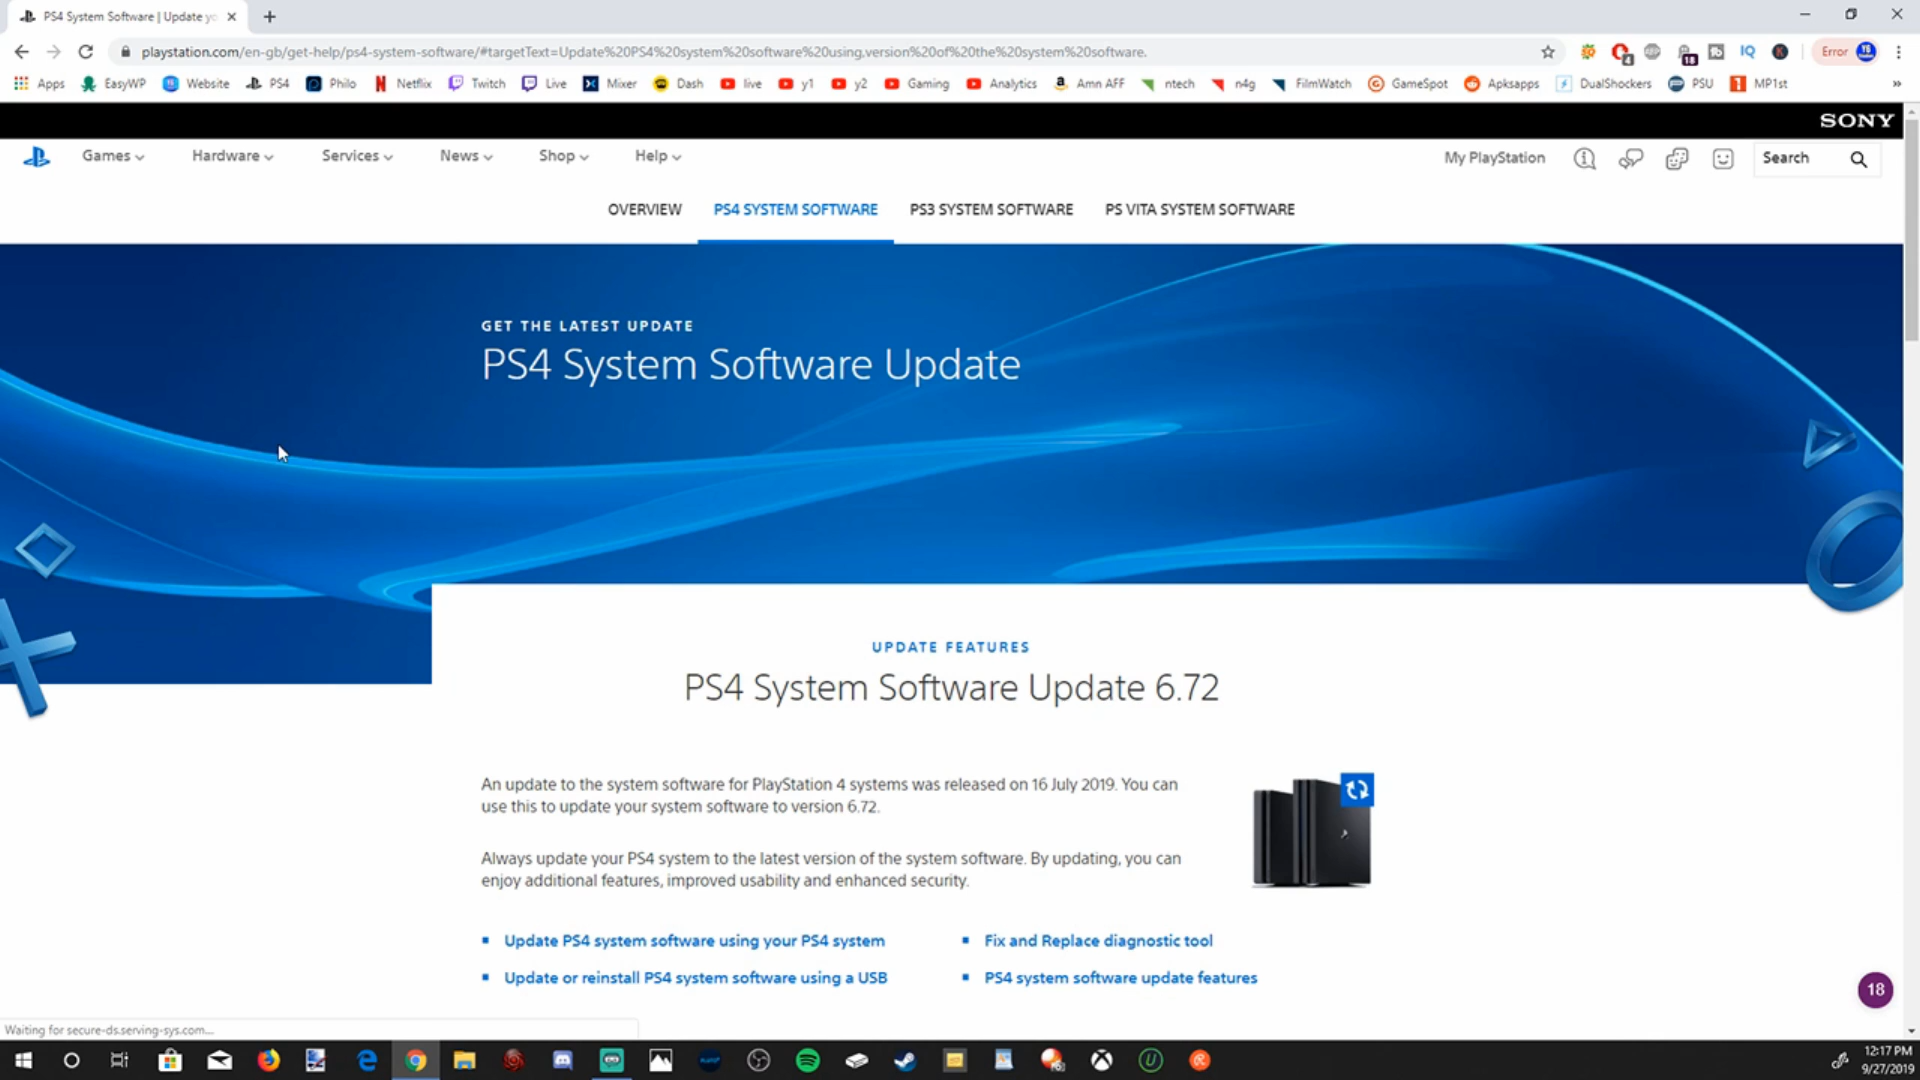 PS4 System Software | Update yo
playstation.com/en-gb/get-help/ps4-system-software/#targetText=Update%20PS4%20system%20software%20using,version%20of%20the%20system%20software.
4
18
IQ
Error
Apps
EasyWP
Website
PS4
Philo
Netflix
Twitch
Live
Mixer
Dash
live
y1
y2
Gaming
Analytics
Amn AFF
ntech
n4g
FilmWatch
GameSpot
Apksapps
DualShockers
PSU
MP1st
SONY
Games
Hardware
Services
News
Shop
Help
My PlayStation
Search
OVERVIEW
PS4 SYSTEM SOFTWARE
PS3 SYSTEM SOFTWARE
PS VITA SYSTEM SOFTWARE
GET THE LATEST UPDATE
PS4 System Software Update
UPDATE FEATURES
PS4 System Software Update 6.72
An update to the system software for PlayStation 4 systems was released on 16 July 2019. You can
use this to update your system software to version 6.72.
Always update your PS4 system to the latest version of the system software. By updating, you can
enjoy additional features, improved usability and enhanced security.
Update PS4 system software using your PS4 system
Fix and Replace diagnostic tool
Update or reinstall PS4 system software using a USB
PS4 system software update features
18
Waiting for secure-ds.serving-sys.com...
12:17 PM
9/27/2019